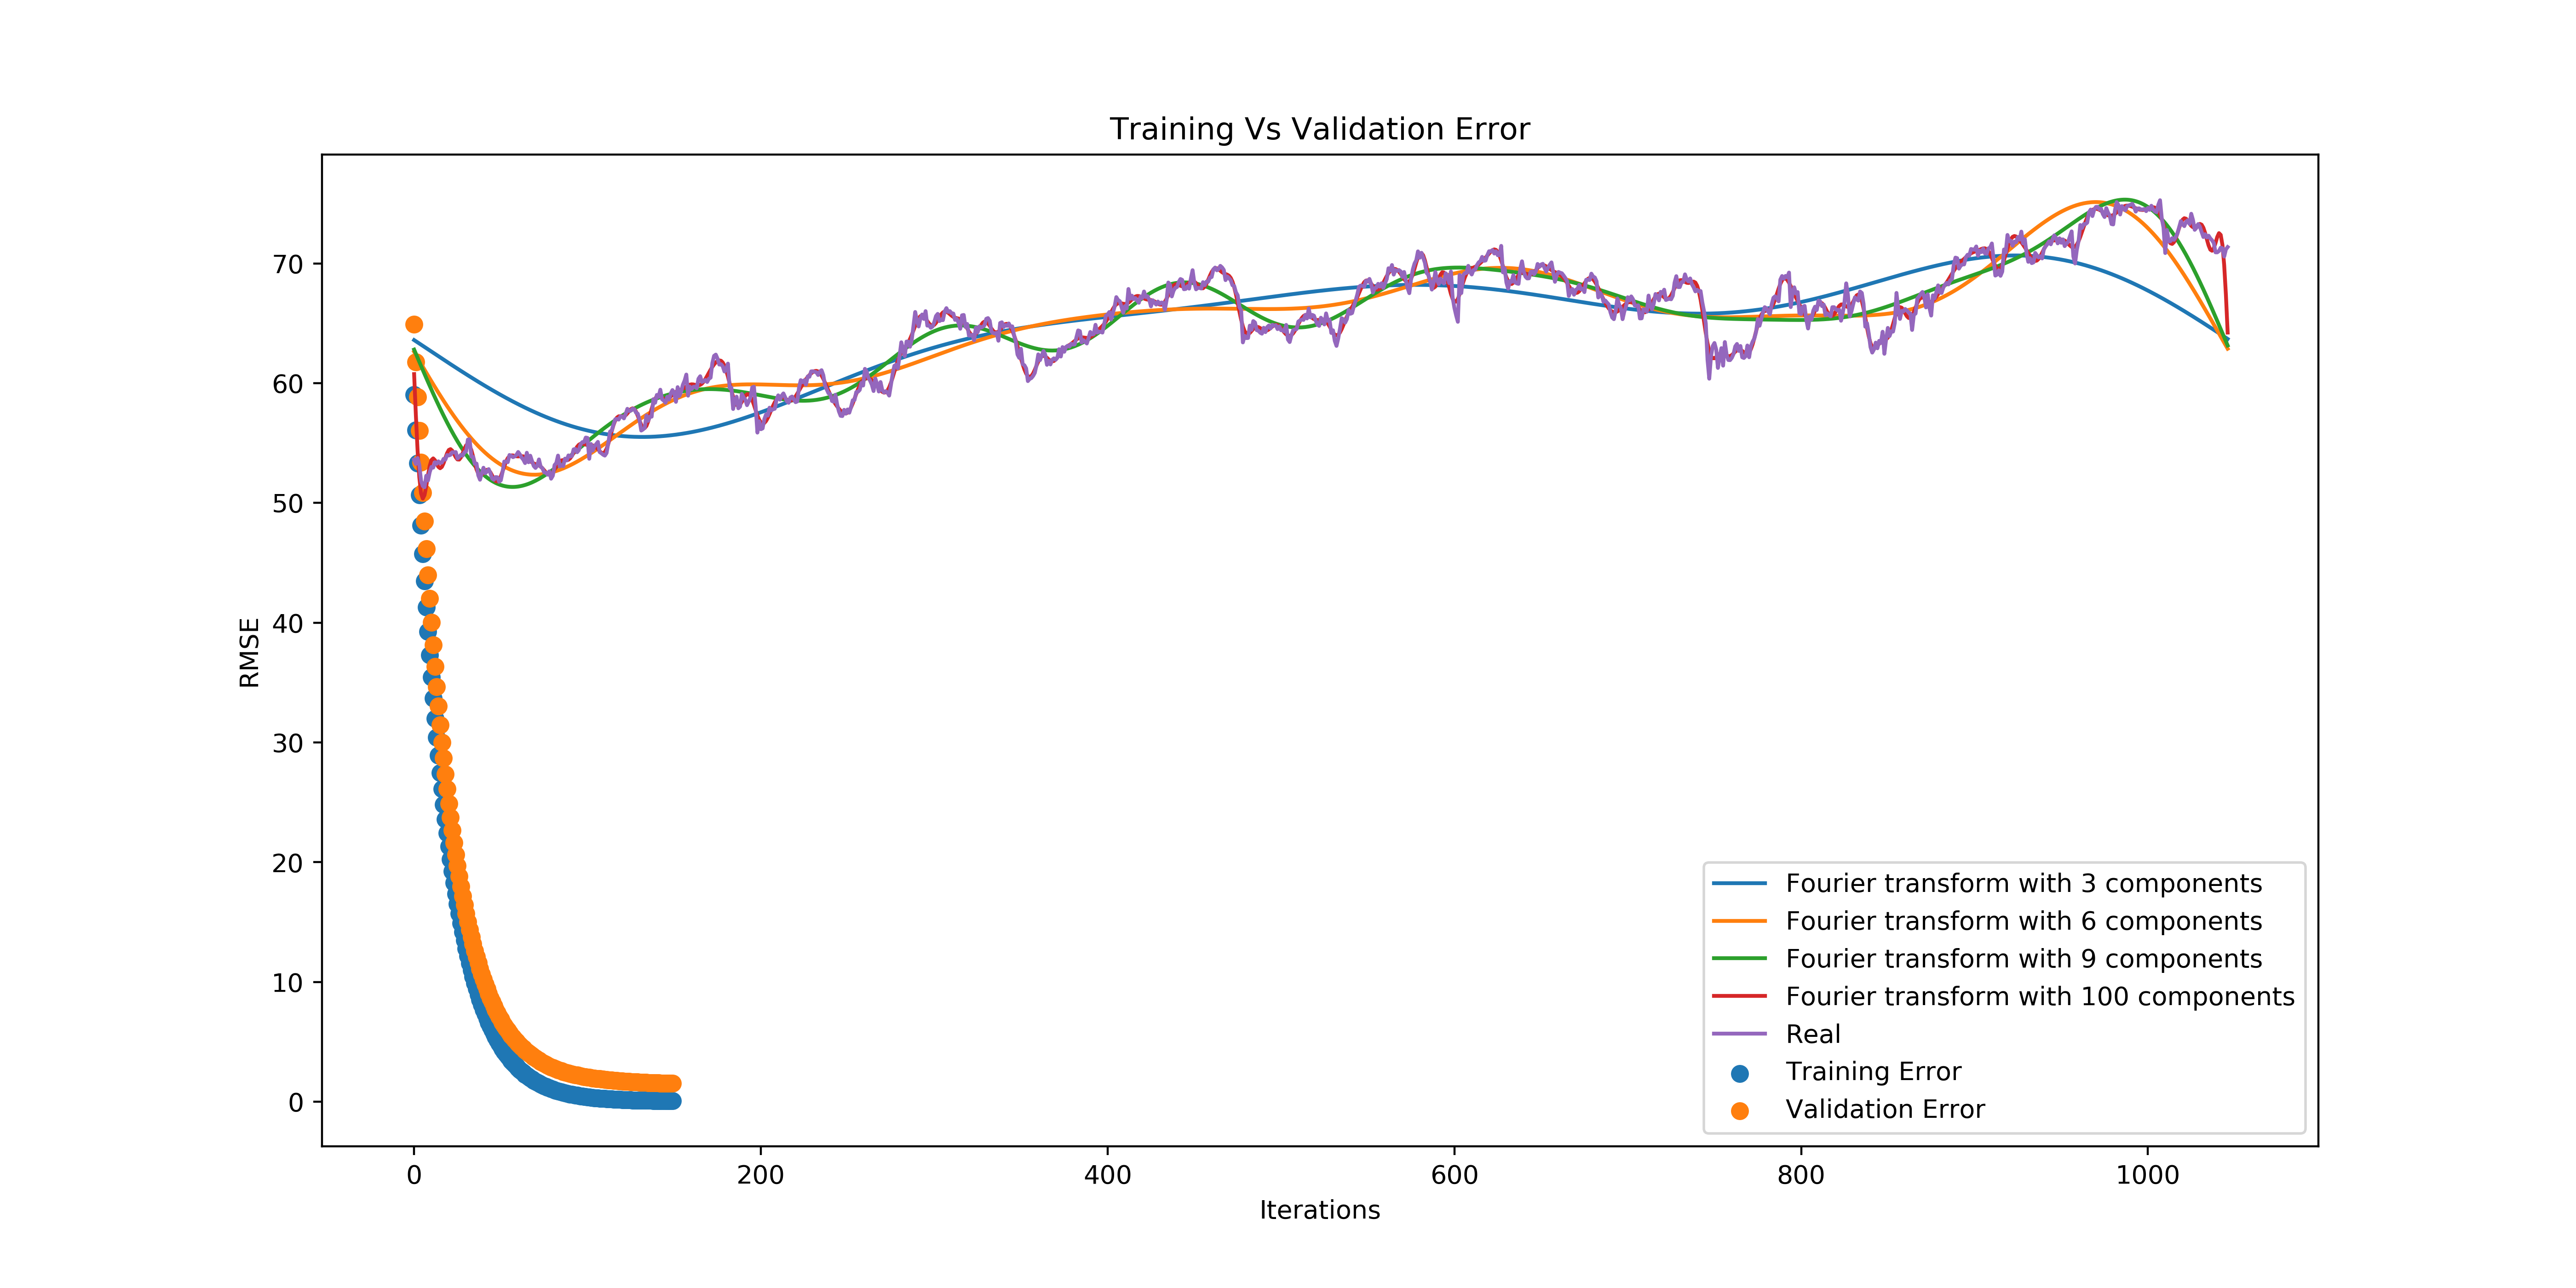 Training Vs Validation Error
RMSE
70
60
50
40
30
20
10
0
0 200 400 600 800 1000
Iterations
Fourier transform with 3 components
Fourier transform with 6 components
Fourier transform with 9 components
Fourier transform with 100 components
Real
Training Error
Validation Error